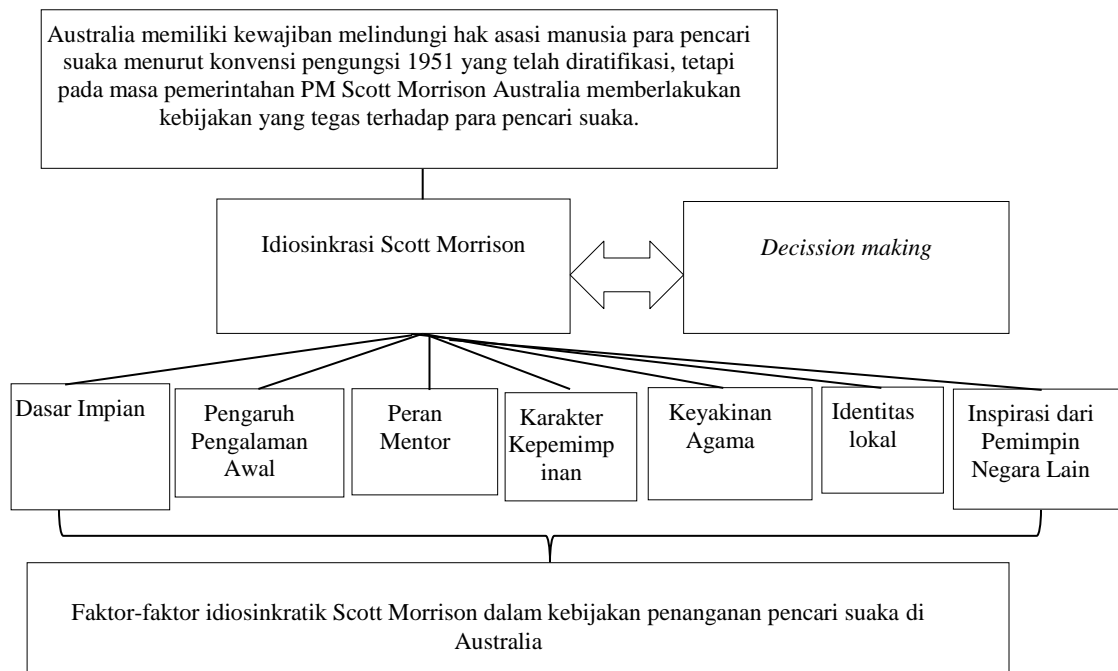 Australia memiliki kewajiban melindungi hak asasi manusia para pencari
suaka menurut konvensi pengungsi 1951 yang telah diratifikasi, tetapi
pada masa pemerintahan PM Scott Morrison Australia memberlakukan
kebijakan yang tegas terhadap para pencari suaka.
Idiosinkrasi Scott Morrison
Decission making
Dasar Impian
Pengaruh
Pengalaman
Awal
Peran
Mentor
Karakter
Kepemimp
inan
Keyakinan
Agama
Identitas
lokal
Inspirasi dari
Pemimpin
Negara Lain
Faktor-faktor idiosinkratik Scott Morrison dalam kebijakan penanganan pencari suaka di
Australia